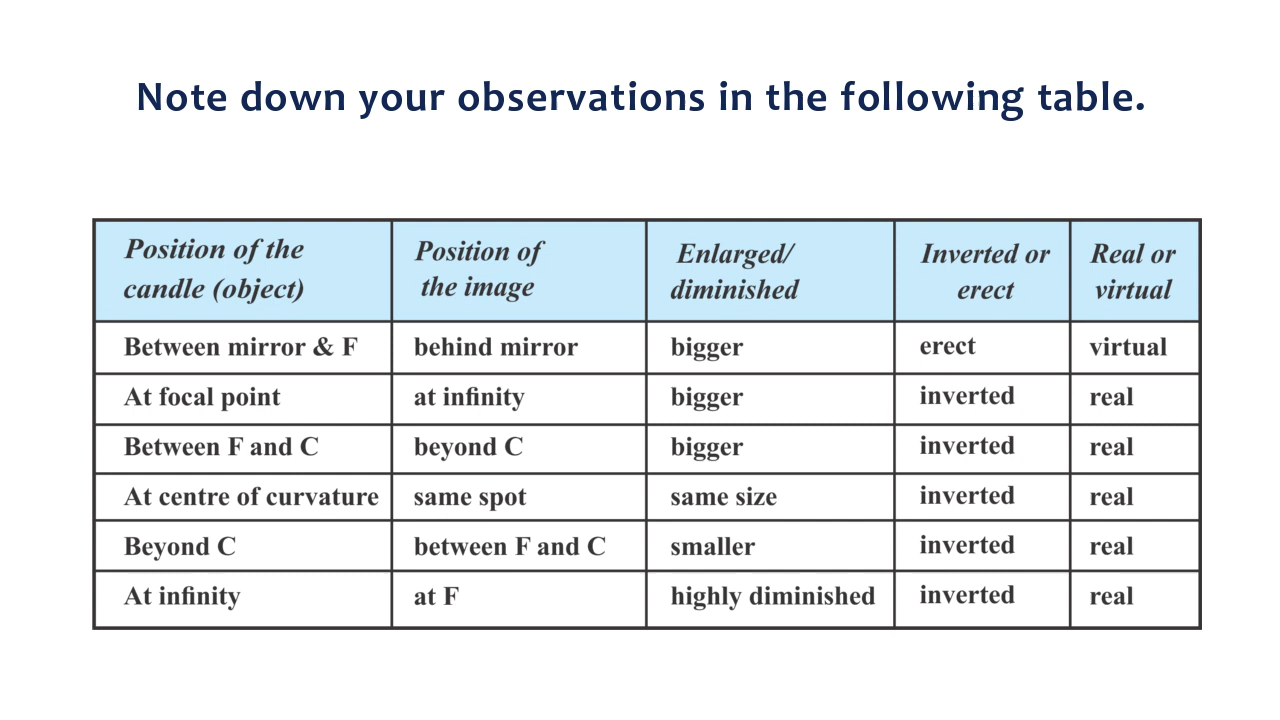 Note down your observations in the following table.
Position of the candle (object) Position of the image Enlarged/ diminished Inverted or erect Real or virtual
Between mirror & F behind mirror bigger erect virtual
At focal point at infinity bigger inverted real
Between F and C beyond C bigger inverted real
At centre of curvature same spot same size inverted real
Beyond C between F and C smaller inverted real
At infinity at F highly diminished inverted real